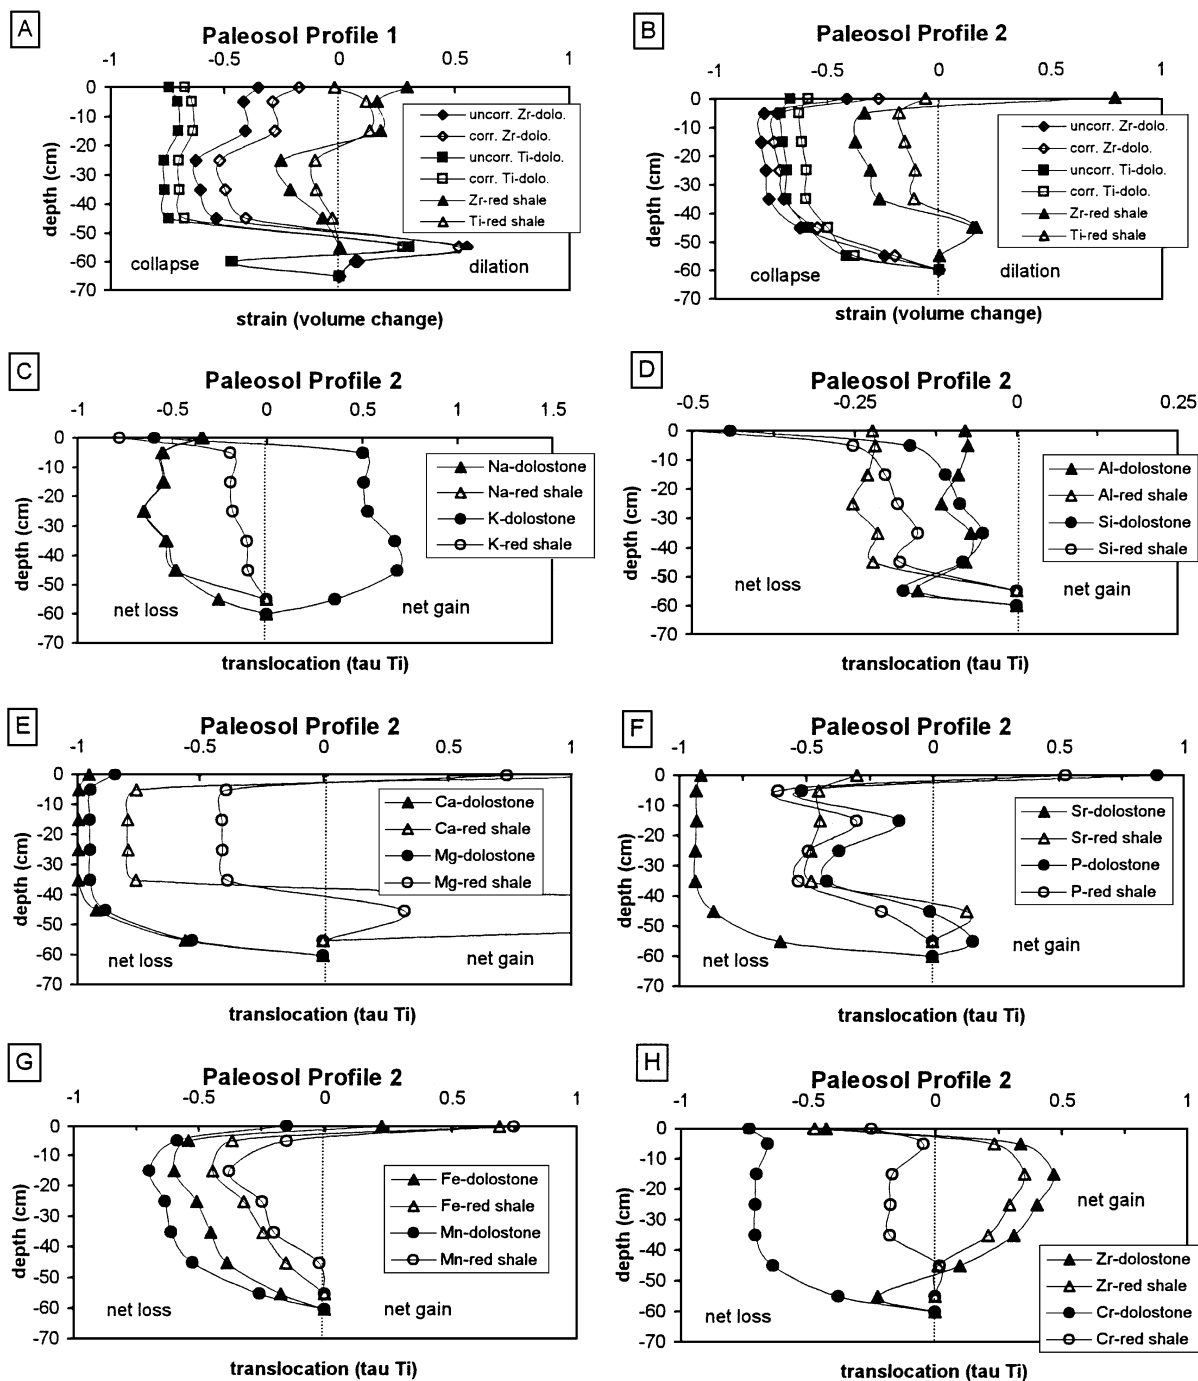 A
Paleosol Profile 1
-1 -0.5 0 0.5 1
0
-10
-20
-30
-40
-50
-60
-70
depth (cm)
uncorr. Zr-dolo.
corr. Zr-dolo.
uncorr. Ti-dolo.
corr. Ti-dolo.
Zr-red shale
Ti-red shale
collapse
dilation
strain (volume change)
B
Paleosol Profile 2
-1 -0.5 0 0.5 1
0
-10
-20
-30
-40
-50
-60
-70
depth (cm)
uncorr. Zr-dolo.
corr. Zr-dolo.
uncorr. Ti-dolo.
corr. Ti-dolo.
Zr-red shale
Ti-red shale
collapse
dilation
strain (volume change)
C
Paleosol Profile 2
-1 -0.5 0 0.5 1 1.5
0
-10
-20
-30
-40
-50
-60
-70
depth (cm)
Na-dolostone
Na-red shale
K-dolostone
K-red shale
net loss
net gain
translocation (tau Ti)
D
Paleosol Profile 2
-0.5 -0.25 0 0.25
0
-10
-20
-30
-40
-50
-60
-70
depth (cm)
Al-dolostone
Al-red shale
Si-dolostone
Si-red shale
net loss
net gain
translocation (tau Ti)
E
Paleosol Profile 2
-1 -0.5 0 0.5 1
0
-10
-20
-30
-40
-50
-60
-70
depth (cm)
Ca-dolostone
Ca-red shale
Mg-dolostone
Mg-red shale
net loss
net gain
translocation (tau Ti)
F
Paleosol Profile 2
-1 -0.5 0 0.5 1
0
-10
-20
-30
-40
-50
-60
-70
depth (cm)
Sr-dolostone
Sr-red shale
P-dolostone
P-red shale
net loss
net gain
translocation (tau Ti)
G
Paleosol Profile 2
-1 -0.5 0 0.5 1
0
-10
-20
-30
-40
-50
-60
-70
depth (cm)
Fe-dolostone
Fe-red shale
Mn-dolostone
Mn-red shale
net loss
net gain
translocation (tau Ti)
H
Paleosol Profile 2
-1 -0.5 0 0.5 1
0
-10
-20
-30
-40
-50
-60
-70
depth (cm)
net gain
Zr-dolostone
Zr-red shale
Cr-dolostone
Cr-red shale
net loss
translocation (tau Ti)